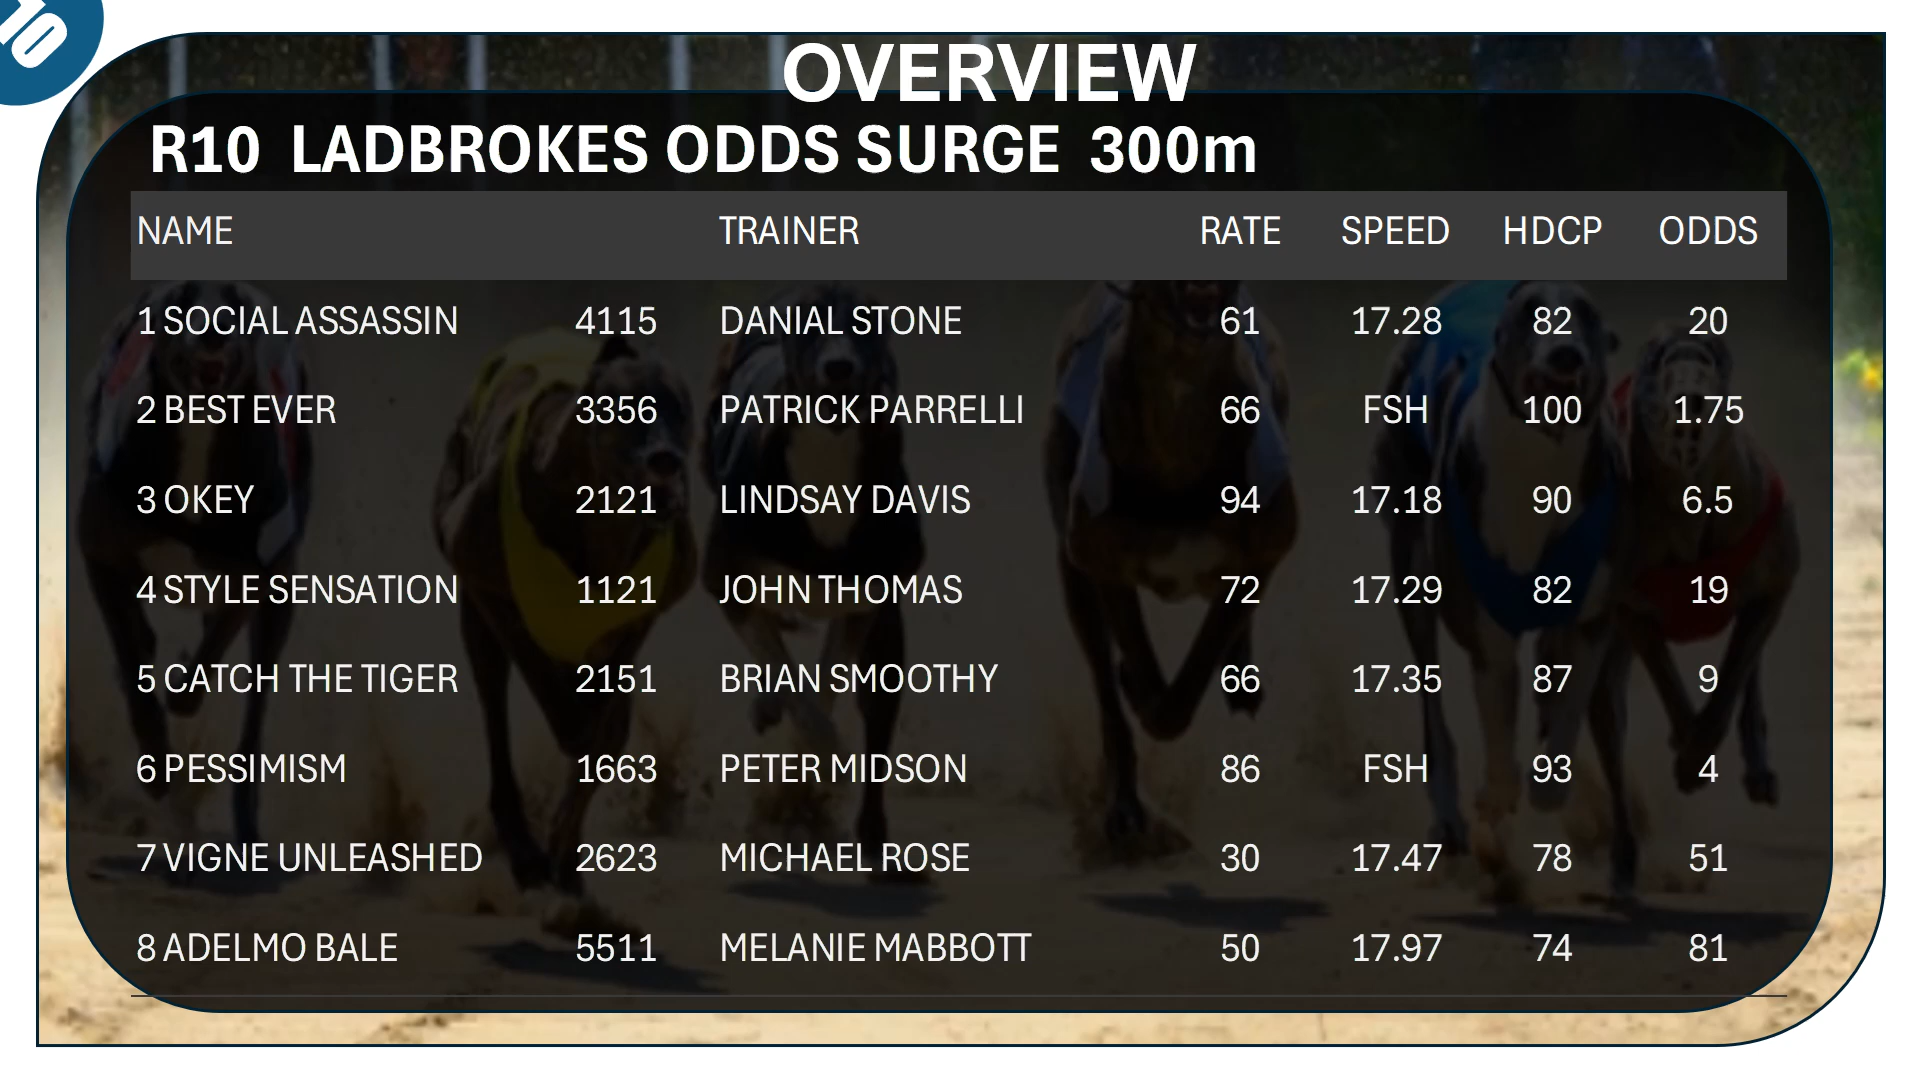 10
OVERVIEW
R10 LADBROKES ODDS SURGE 300m
NAME TRAINER RATE SPEED HDCP ODDS
1 SOCIAL ASSASSIN 4115 DANIAL STONE 61 17.28 82 20
2 BEST EVER 3356 PATRICK PARRELLI 66 FSH 100 1.75
3 OKEY 2121 LINDSAY DAVIS 94 17.18 90 6.5
4 STYLE SENSATION 1121 JOHN THOMAS 72 17.29 82 19
5 CATCH THE TIGER 2151 BRIAN SMOOTHY 66 17.35 87 9
6 PESSIMISM 1663 PETER MIDSON 86 FSH 93 4
7 VIGNE UNLEASHED 2623 MICHAEL ROSE 30 17.47 78 51
8 ADELMO BALE 5511 MELANIE MABBOTT 50 17.97 74 81